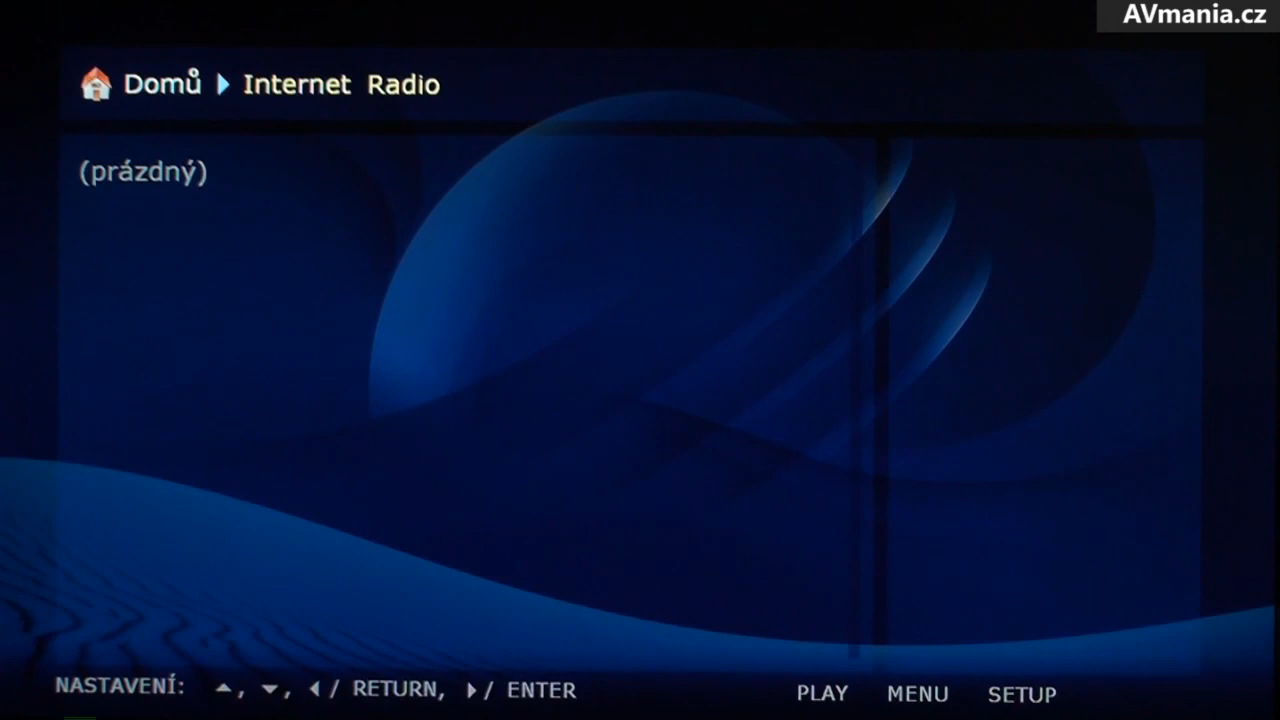 AVmania.cz
Domů Internet Radio
(prázdný)
NASTAVENÍ: ▲, ▼, ◀ / RETURN, ▶ / ENTER PLAY MENU SETUP